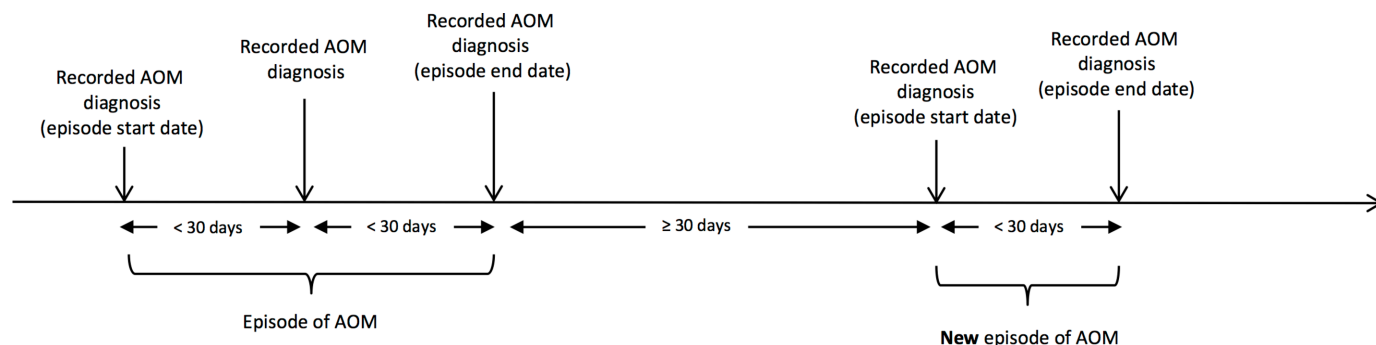 Recorded AOM
diagnosis
(episode start date)
Recorded AOM
diagnosis
Recorded AOM
diagnosis
(episode end date)
Recorded AOM
diagnosis
(episode start date)
Recorded AOM
diagnosis
(episode end date)
< 30 days
< 30 days
≥ 30 days
< 30 days
Episode of AOM
New episode of AOM